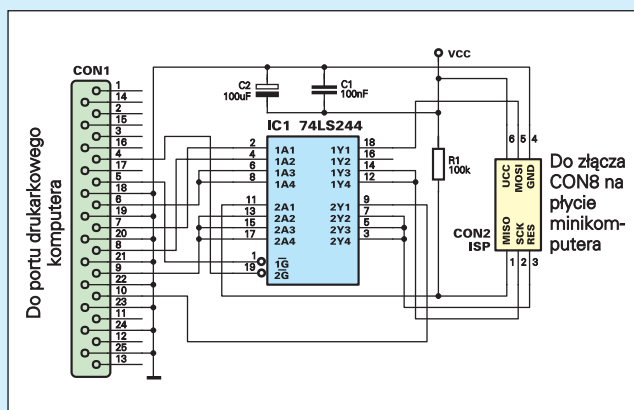 CON1
1
14
2
15
3
16
4
17
5
18
6
19
7
20
8
21
9
22
10
23
11
24
12
25
13
Do portu drukarkowego
komputera
C2
100uF
C1
100nF
VCC
IC1 74LS244
2 1A1 1Y1 18
4 1A2 1Y2 16
6 1A3 1Y3 14
8 1A4 1Y4 12
11 2A1 2Y1 9
13 2A2 2Y2 7
15 2A3 2Y3 5
17 2A4 2Y4 3
1 1G
19 2G
R1
100k
6 5 4
UCC MOSI GND
MISO SCK RES
1 2 3
CON2
ISP
Do złącza
CON8 na
płycie
minikom-
putera